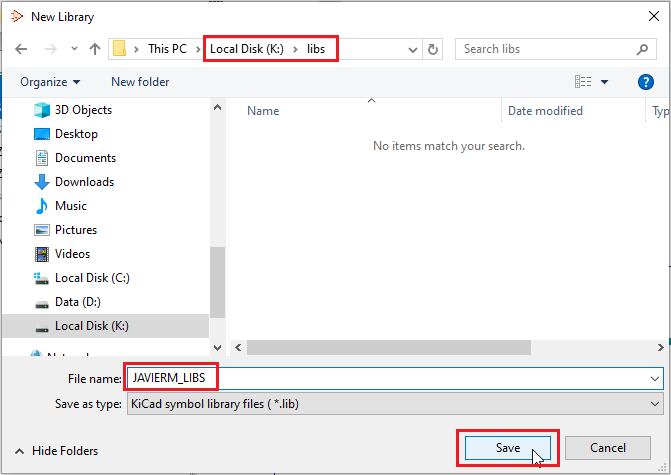 New Library
This PC > Local Disk (K:) > libs
Search libs
Organize
New folder
?
Name
Date modified
Typ
No items match your search.
3D Objects
Desktop
Documents
Downloads
Music
Pictures
Videos
Local Disk (C:)
Data (D:)
Local Disk (K:)
File name: JAVIERM_LIBS
Save as type: KiCad symbol library files ( *.lib)
Hide Folders
Save
Cancel